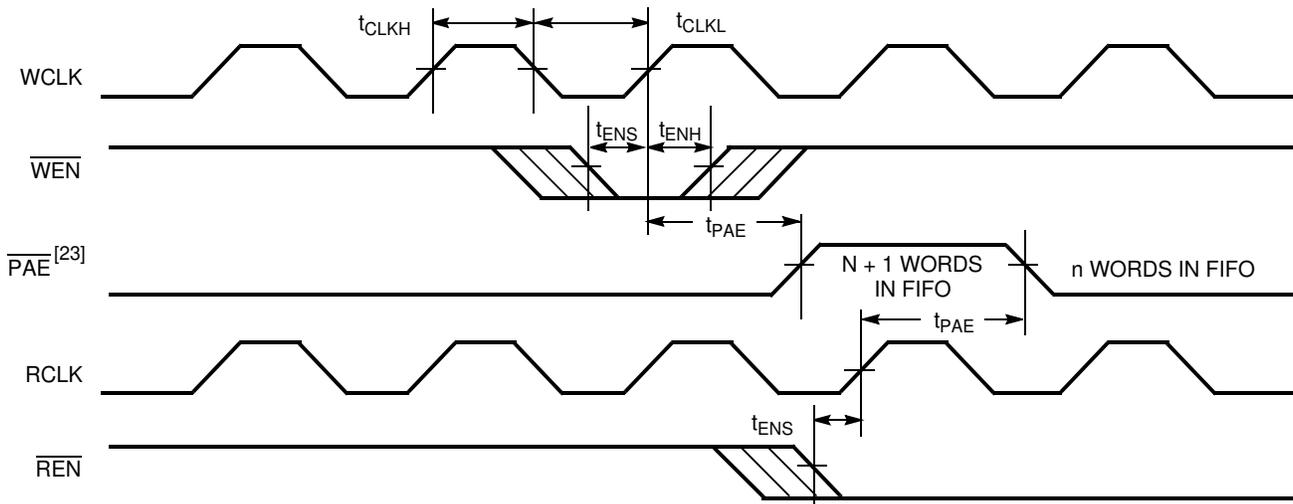 tCLKH
tCLKL
WCLK
tENS
tENH
WEN
tPAE
PAE [23]
N + 1 WORDS
IN FIFO
n WORDS IN FIFO
tPAE
RCLK
tENS
REN